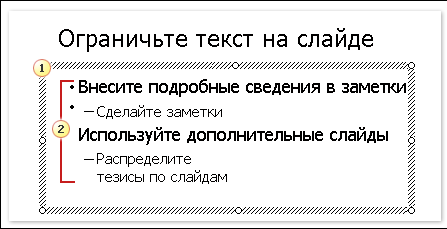 Ограничьте текст на слайде
1
• Внесите подробные сведения в заметки
• – Сделайте заметки
2
Используйте дополнительные слайды
– Распределите
тезисы по слайдам